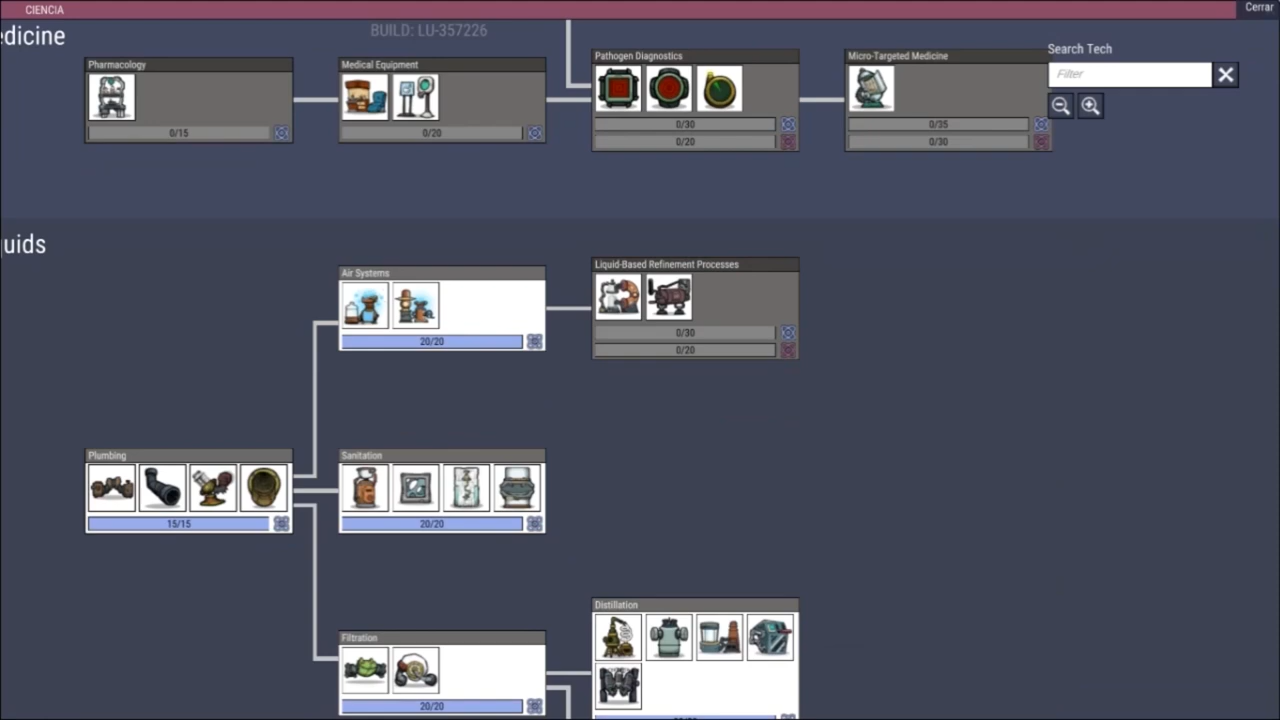 CIENCIA
Cerrar
edicine
BUILD: LU-357226
Search Tech
Filter
Pharmacology
0/15
Medical Equipment
0/20
Pathogen Diagnostics
0/30
0/20
Micro-Targeted Medicine
0/35
0/30
uids
Air Systems
20/20
Liquid-Based Refinement Processes
0/30
0/20
Plumbing
15/15
Sanitation
20/20
Filtration
20/20
Distillation